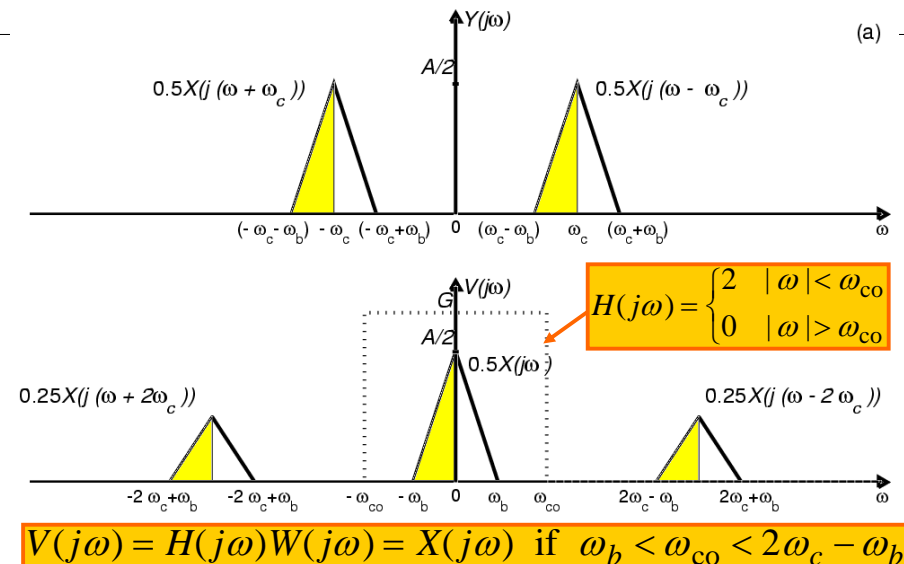 Y(jω)
(a)
A/2
0.5X(j (ω + ω_c ))
0.5X(j (ω - ω_c ))
(- ω_c- ω_b) - ω_c (- ω_c+ω_b) 0 (ω_c- ω_b) ω_c (ω_c+ω_b) ω
V(jω)
H(jω) = {2 | ω |< ω_co
0 | ω |> ω_co
G
A/2
0.5X(jω )
0.25X(j (ω + 2ω_c ))
0.25X(j (ω - 2 ω_c ))
-2 ω_c+ω_b -2 ω_c+ω_b - ω_co - ω_b 0 ω_b ω_co 2ω_c- ω_b 2ω_c+ω_b ω
V(jω) = H(jω)W(jω) = X(jω) if ω_b < ω_co < 2ω_c − ω_b